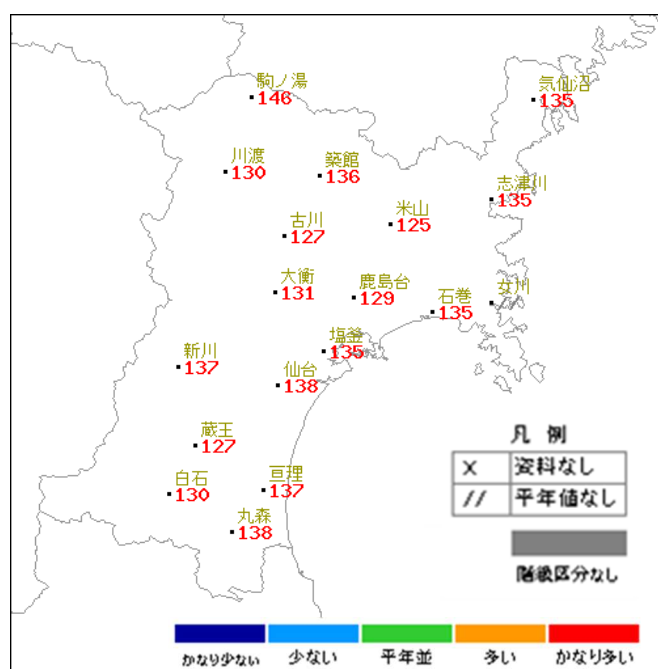 駒ノ湯
146
気仙沼
135
川渡
130
築館
136
志津川
135
米山
125
古川
127
大衡
131
鹿島台
129
石巻
135
女川
//
塩釜
135
新川
137
仙台
138
蔵王
127
白石
130
亘理
137
丸森
138
凡 例
× 資料なし
// 平年値なし
階級区分なし
かなり少ない 少ない 平年並 多い かなり多い